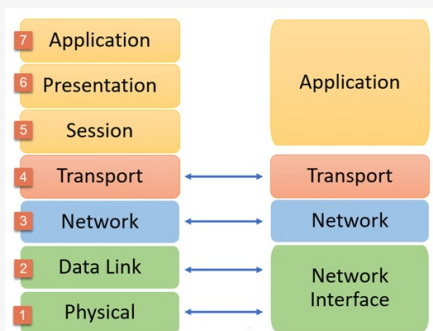 7 Application
6 Presentation
5 Session
4 Transport
3 Network
2 Data Link
1 Physical
Application
Transport
Network
Network
Interface